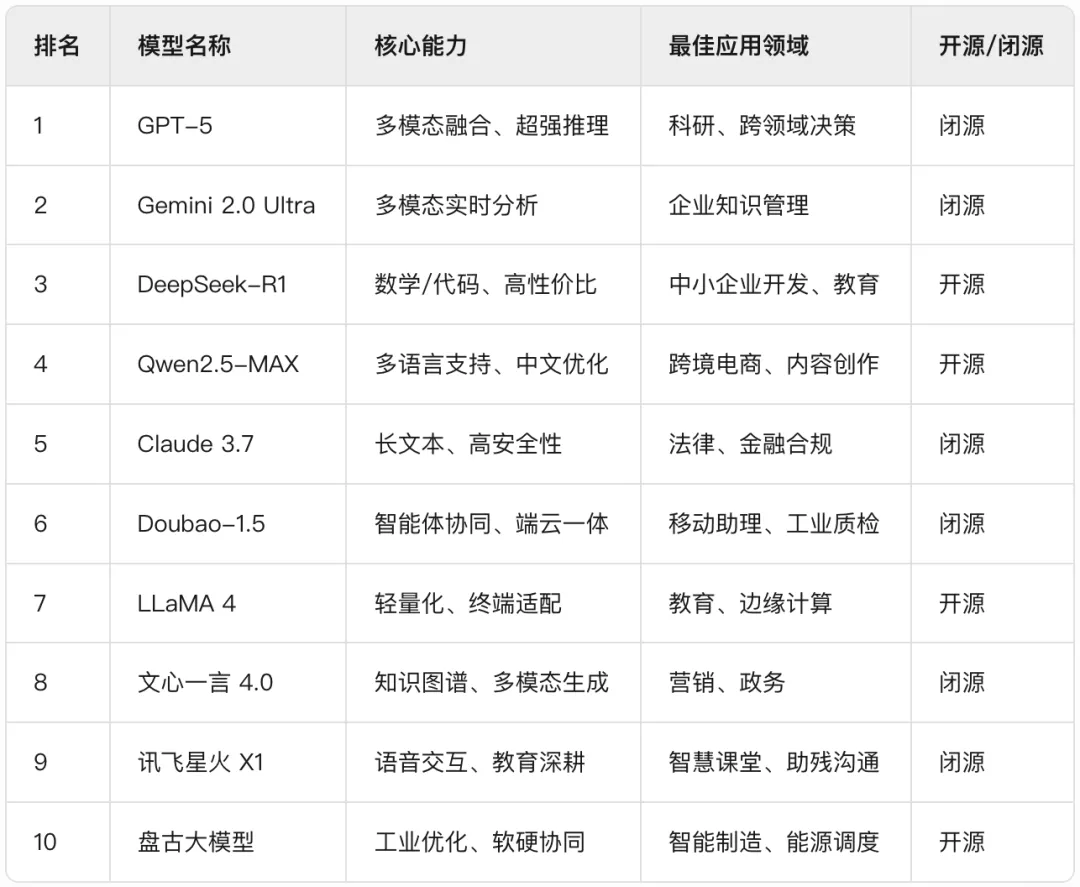 排名 模型名称 核心能力 最佳应用领域 开源/闭源
1 GPT-5 多模态融合、超强推理 科研、跨领域决策 闭源
2 Gemini 2.0 Ultra 多模态实时分析 企业知识管理 闭源
3 DeepSeek-R1 数学/代码、高性价比 中小企业开发、教育 开源
4 Qwen2.5-MAX 多语言支持、中文优化 跨境电商、内容创作 开源
5 Claude 3.7 长文本、高安全性 法律、金融合规 闭源
6 Doubao-1.5 智能体协同、端云一体 移动助理、工业质检 闭源
7 LLaMA 4 轻量化、终端适配 教育、边缘计算 开源
8 文心一言 4.0 知识图谱、多模态生成 营销、政务 闭源
9 讯飞星火 X1 语音交互、教育深耕 智慧课堂、助残沟通 闭源
10 盘古大模型 工业优化、软硬协同 智能制造、能源调度 开源